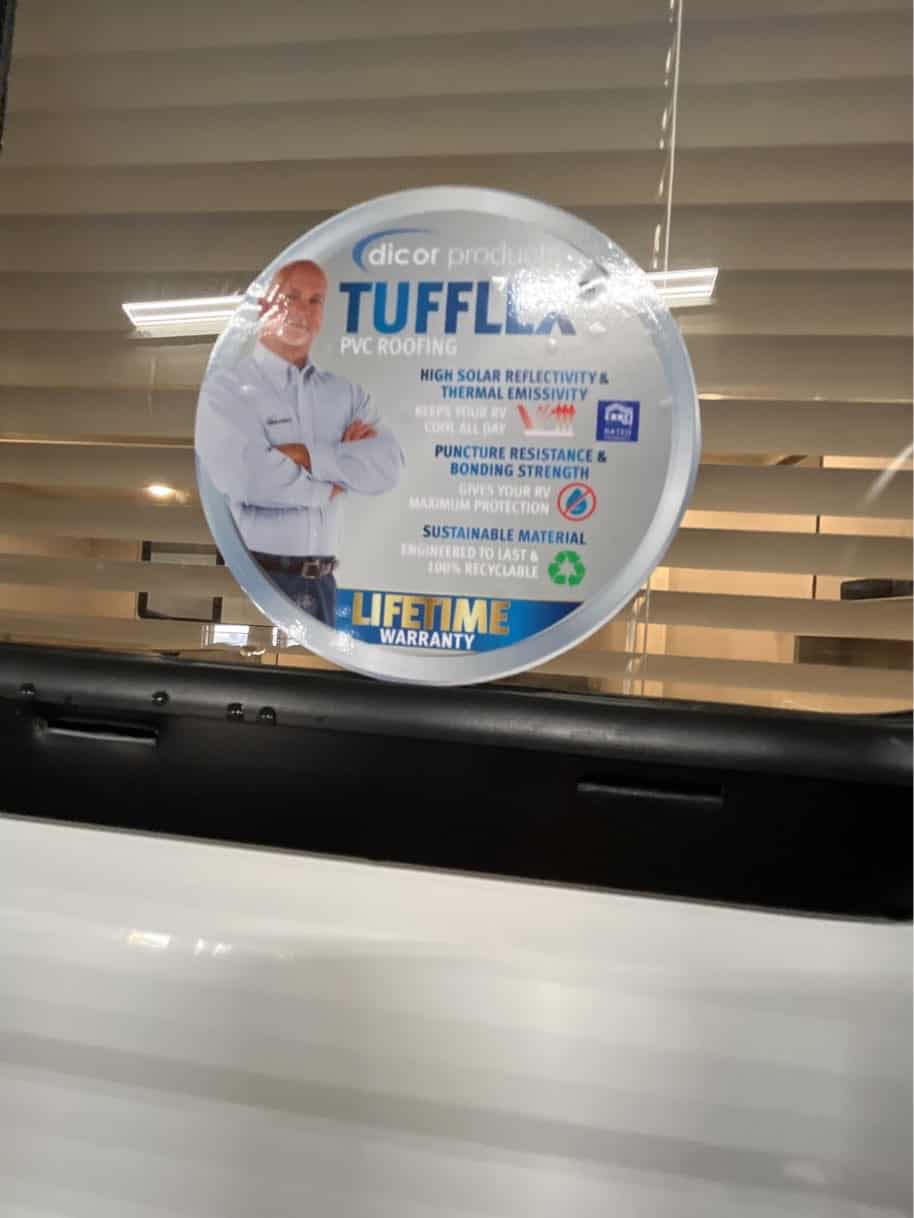 dicor products
TUFFLEX
PVC ROOFING
HIGH SOLAR REFLECTIVITY &
THERMAL EMISSIVITY
KEEPS YOUR RV
COOL ALL DAY
RATED
PUNCTURE RESISTANCE &
BONDING STRENGTH
GIVES YOUR RV
MAXIMUM PROTECTION
SUSTAINABLE MATERIAL
ENGINEERED TO LAST &
100% RECYCLABLE
LIFETIME
WARRANTY